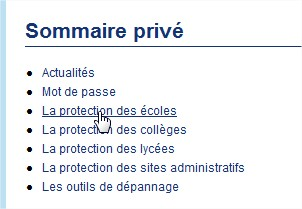 Sommaire privé
Actualités
Mot de passe
La protection des écoles
La protection des collèges
La protection des lycées
La protection des sites administratifs
Les outils de dépannage